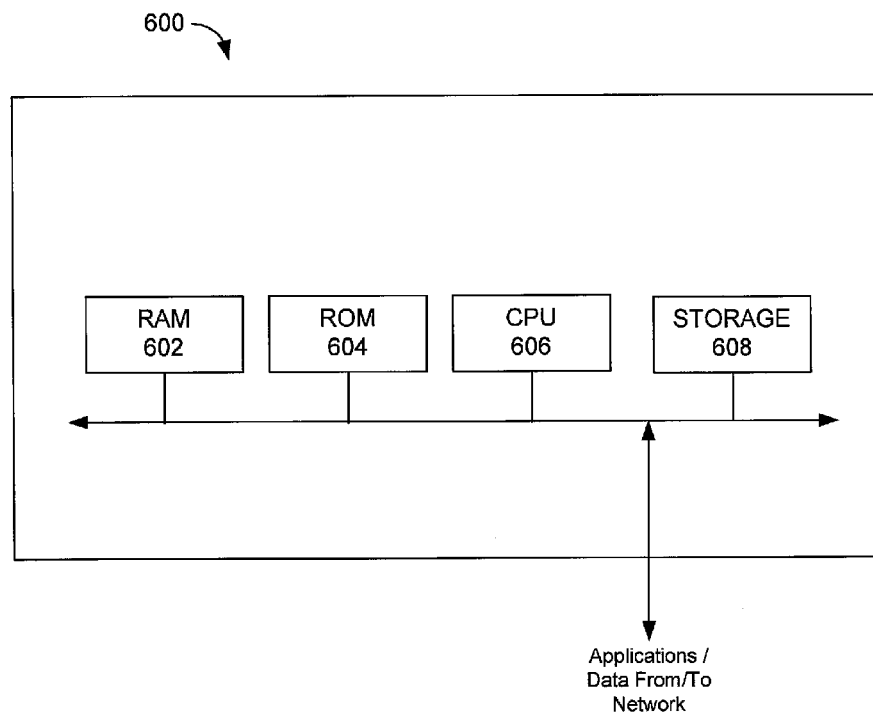 600
RAM
602
ROM
604
CPU
606
STORAGE
608
Applications /
Data From/To
Network